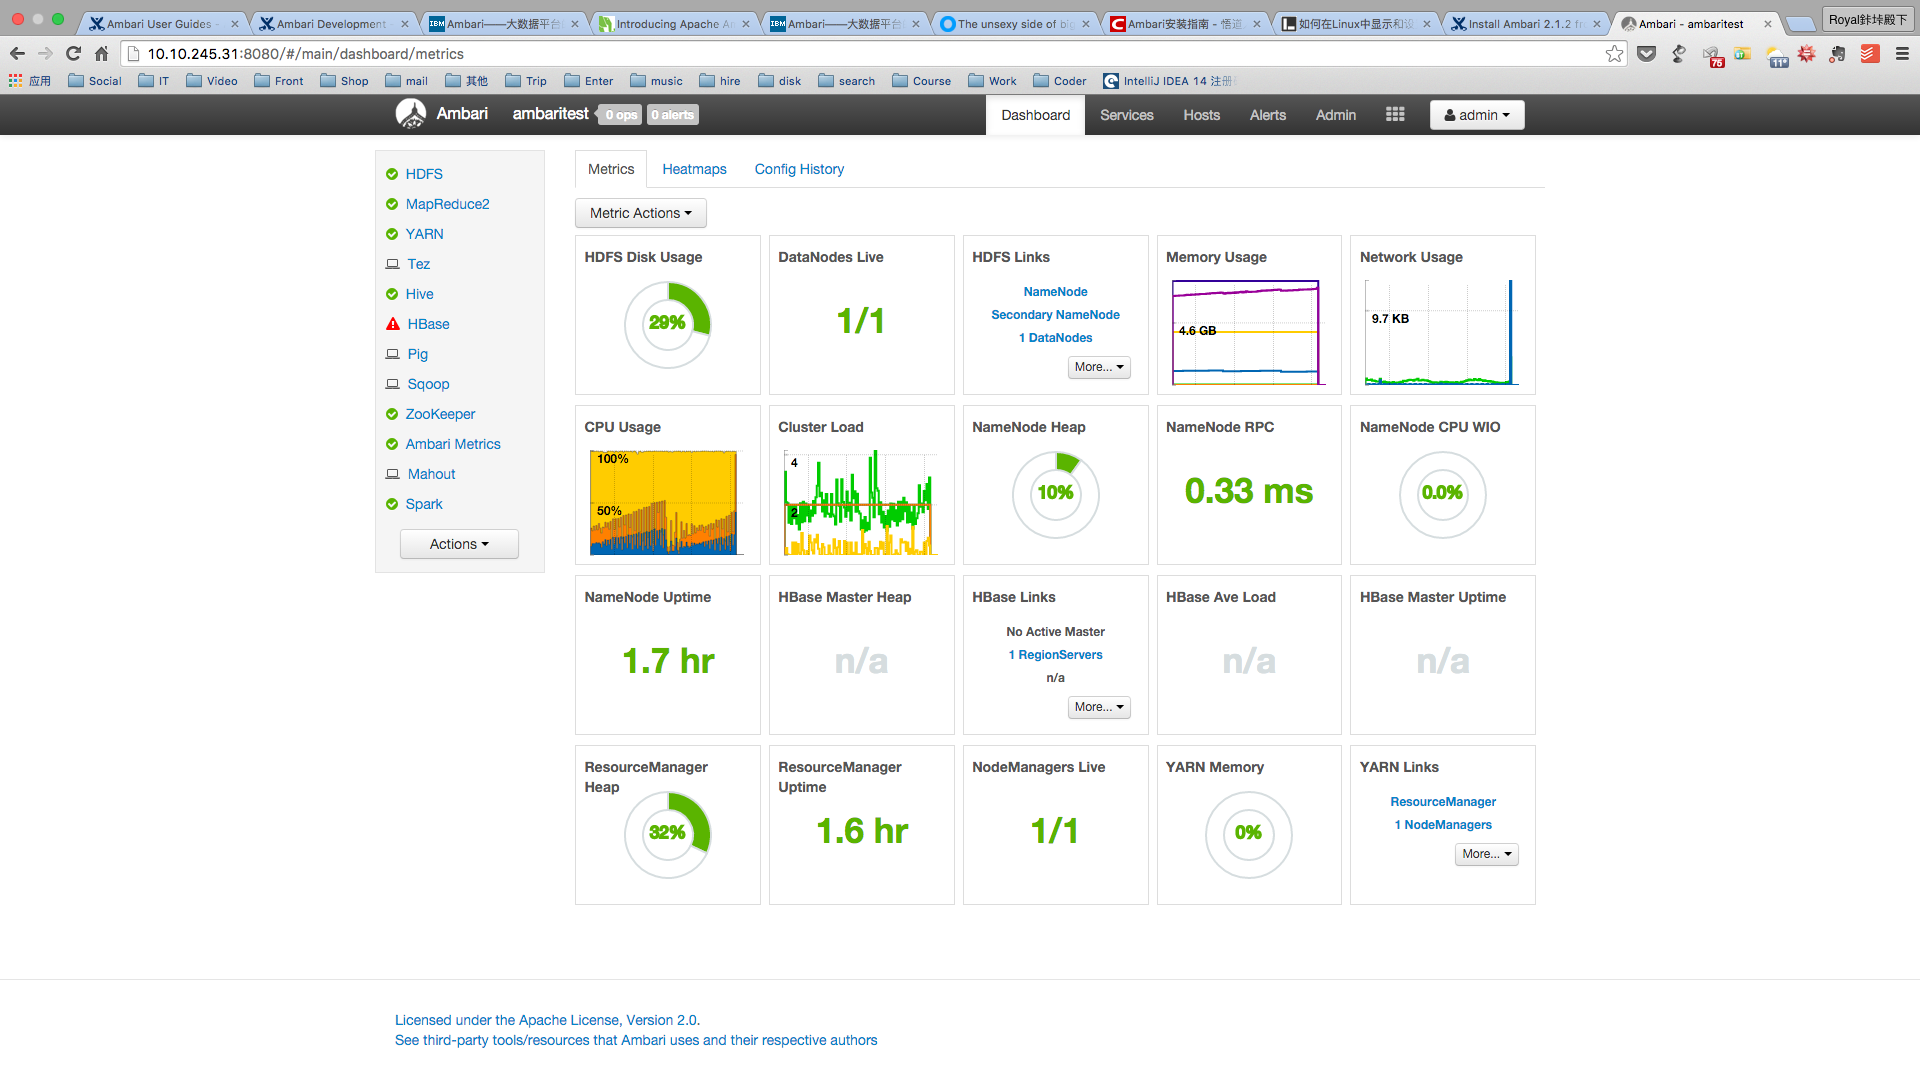 Ambari User Guides -
Ambari Development -
IBM Ambari——大数据平台
Introducing Apache A
IBM Ambari——大数据平台
The unsexy side of big
Ambari安装指南 - 悟道
如何在Linux中显示和设
Install Ambari 2.1.2 fr
Ambari - ambaritest
10.10.245.31:8080/#/main/dashboard/metrics
75
11°
应用
Social
IT
Video
Front
Shop
mail
其他
Trip
Enter
music
hire
disk
search
Course
Work
Coder
IntelliJ IDEA 14 注册
Ambari
ambaritest
0 ops
0 alerts
Dashboard
Services
Hosts
Alerts
Admin
admin
HDFS
MapReduce2
YARN
Tez
Hive
HBase
Pig
Sqoop
ZooKeeper
Ambari Metrics
Mahout
Spark
Actions
Metrics
Heatmaps
Config History
Metric Actions
HDFS Disk Usage
29%
DataNodes Live
1/1
HDFS Links
NameNode
Secondary NameNode
1 DataNodes
More...
Memory Usage
4.6 GB
Network Usage
9.7 KB
CPU Usage
100%
50%
Cluster Load
4
2
NameNode Heap
10%
NameNode RPC
0.33 ms
NameNode CPU WIO
0.0%
NameNode Uptime
1.7 hr
HBase Master Heap
n/a
HBase Links
No Active Master
1 RegionServers
n/a
More...
HBase Ave Load
n/a
HBase Master Uptime
n/a
ResourceManager
Heap
32%
ResourceManager
Uptime
1.6 hr
NodeManagers Live
1/1
YARN Memory
0%
YARN Links
ResourceManager
1 NodeManagers
More...
Licensed under the Apache License, Version 2.0.
See third-party tools/resources that Ambari uses and their respective authors